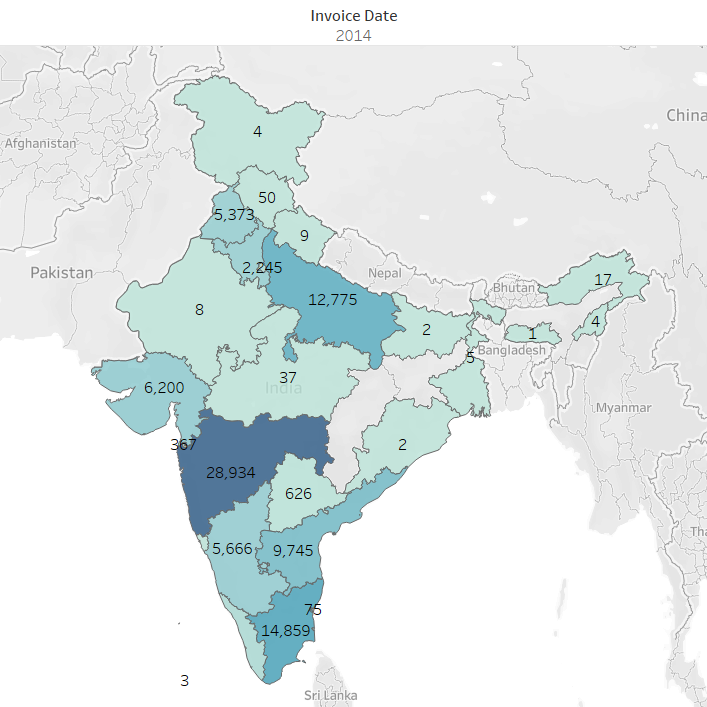 Invoice Date
2014
China
4
Afghanistan
50
5,373
9
2,245
Pakistan
Nepal
17
Bhutan
12,775
8
4
2
1
5
Bangladesh
37
India
6,200
Myanmar
367
2
28,934
626
5,666
9,745
75
14,859
3
Sri Lanka